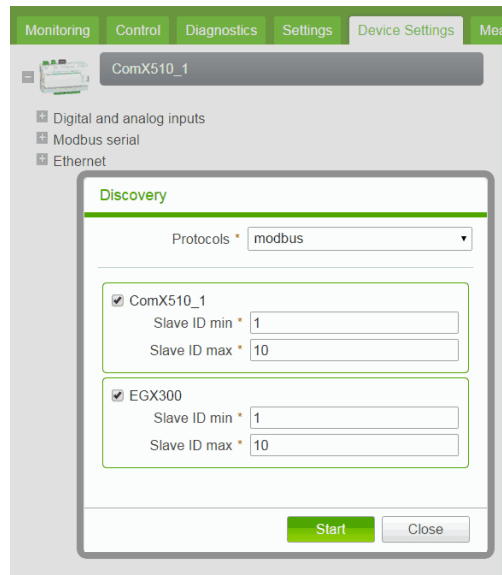 Monitoring Control Diagnostics Settings Device Settings
ComX510_1
Digital and analog inputs
Modbus serial
Ethernet
Discovery
Protocols * modbus
ComX510_1
Slave ID min * 1
Slave ID max * 10
EGX300
Slave ID min * 1
Slave ID max * 10
Start Close